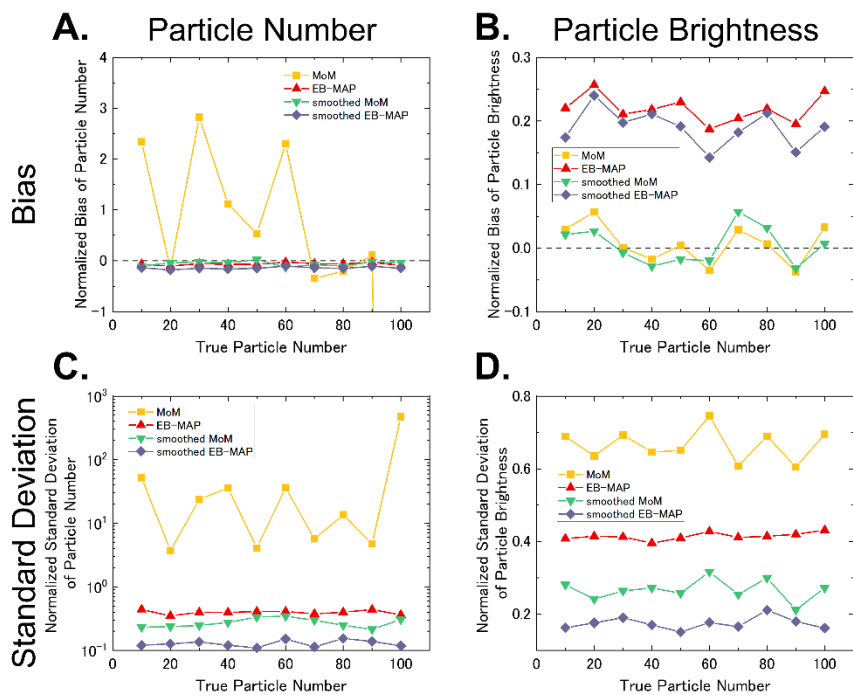 A. Particle Number
B. Particle Brightness
Bias
Normalized Bias of Particle Number
4
3
2
1
0
-1
MoM
EB-MAP
smoothed MoM
smoothed EB-MAP
0 20 40 60 80 100
True Particle Number
Normalized Bias of Particle Brightness
0.3
0.2
0.1
0.0
-0.1
MoM
EB-MAP
smoothed MoM
smoothed EB-MAP
0 20 40 60 80 100
True Particle Number
Standard Deviation
C.
Normalized Standard Deviation
of Particle Number
10³
10²
10¹
10⁰
10⁻¹
MoM
EB-MAP
smoothed MoM
smoothed EB-MAP
0 20 40 60 80 100
True Particle Number
D.
Normalized Standard Deviation
of Particle Brightness
0.8
0.6
0.4
0.2
MoM
EB-MAP
smoothed MoM
smoothed EB-MAP
0 20 40 60 80 100
True Particle Number